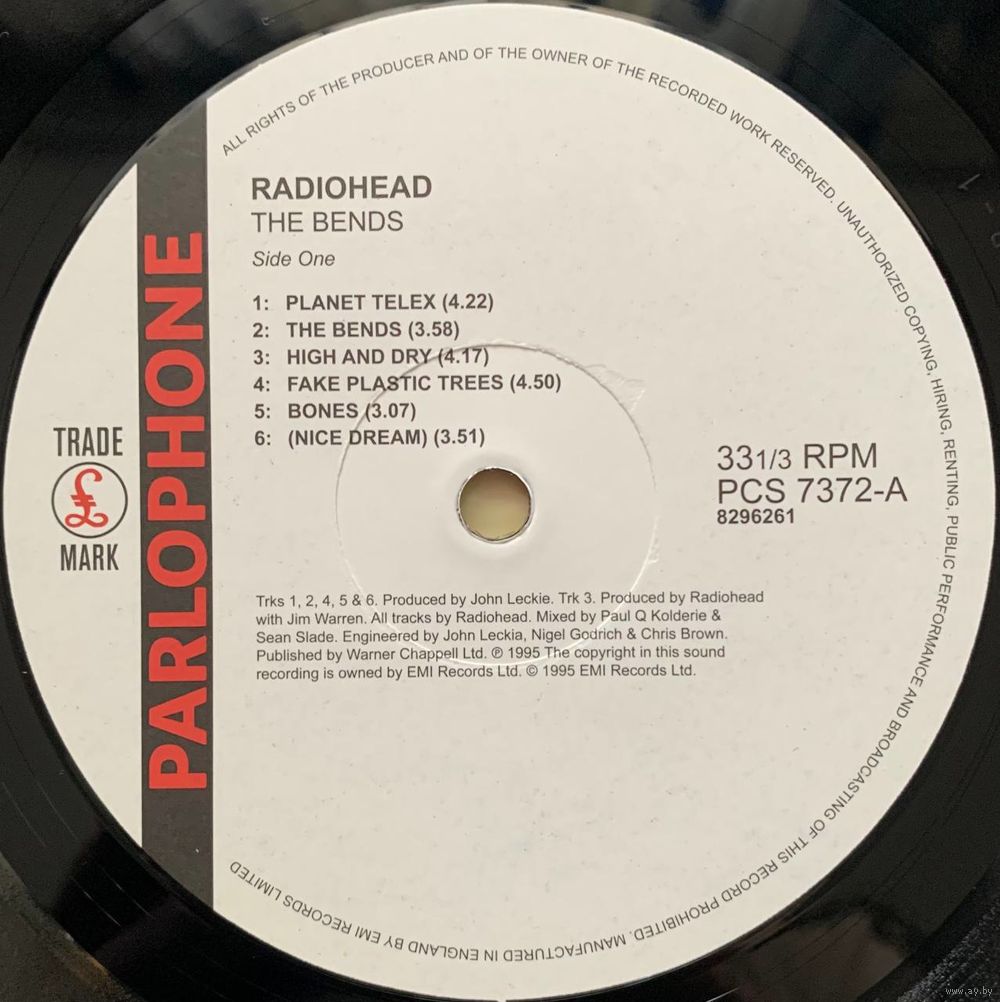 ALL RIGHTS OF THE PRODUCER AND OF THE OWNER OF THE RECORDED WORK RESERVED. UNAUTHORIZED COPYING, HIRING, RENTING, PUBLIC PERFORMANCE AND BROADCASTING OF THIS RECORD PROHIBITED. MANUFACTURED IN ENGLAND BY EMI RECORDS LIMITED
RADIOHEAD
THE BENDS
Side One
1: PLANET TELEX (4.22)
2: THE BENDS (3.58)
3: HIGH AND DRY (4.17)
4: FAKE PLASTIC TREES (4.50)
5: BONES (3.07)
6: (NICE DREAM) (3.51)
PARLOPHONE
TRADE
£
MARK
33 1/3 RPM
PCS 7372-A
8296261
Trks 1, 2, 4, 5 & 6. Produced by John Leckie. Trk 3. Produced by Radiohead
with Jim Warren. All tracks by Radiohead. Mixed by Paul Q Kolderie &
Sean Slade. Engineered by John Leckia, Nigel Godrich & Chris Brown.
Published by Warner Chappell Ltd. ℗ 1995 The copyright in this sound
recording is owned by EMI Records Ltd. © 1995 EMI Records Ltd.
www.ay.by